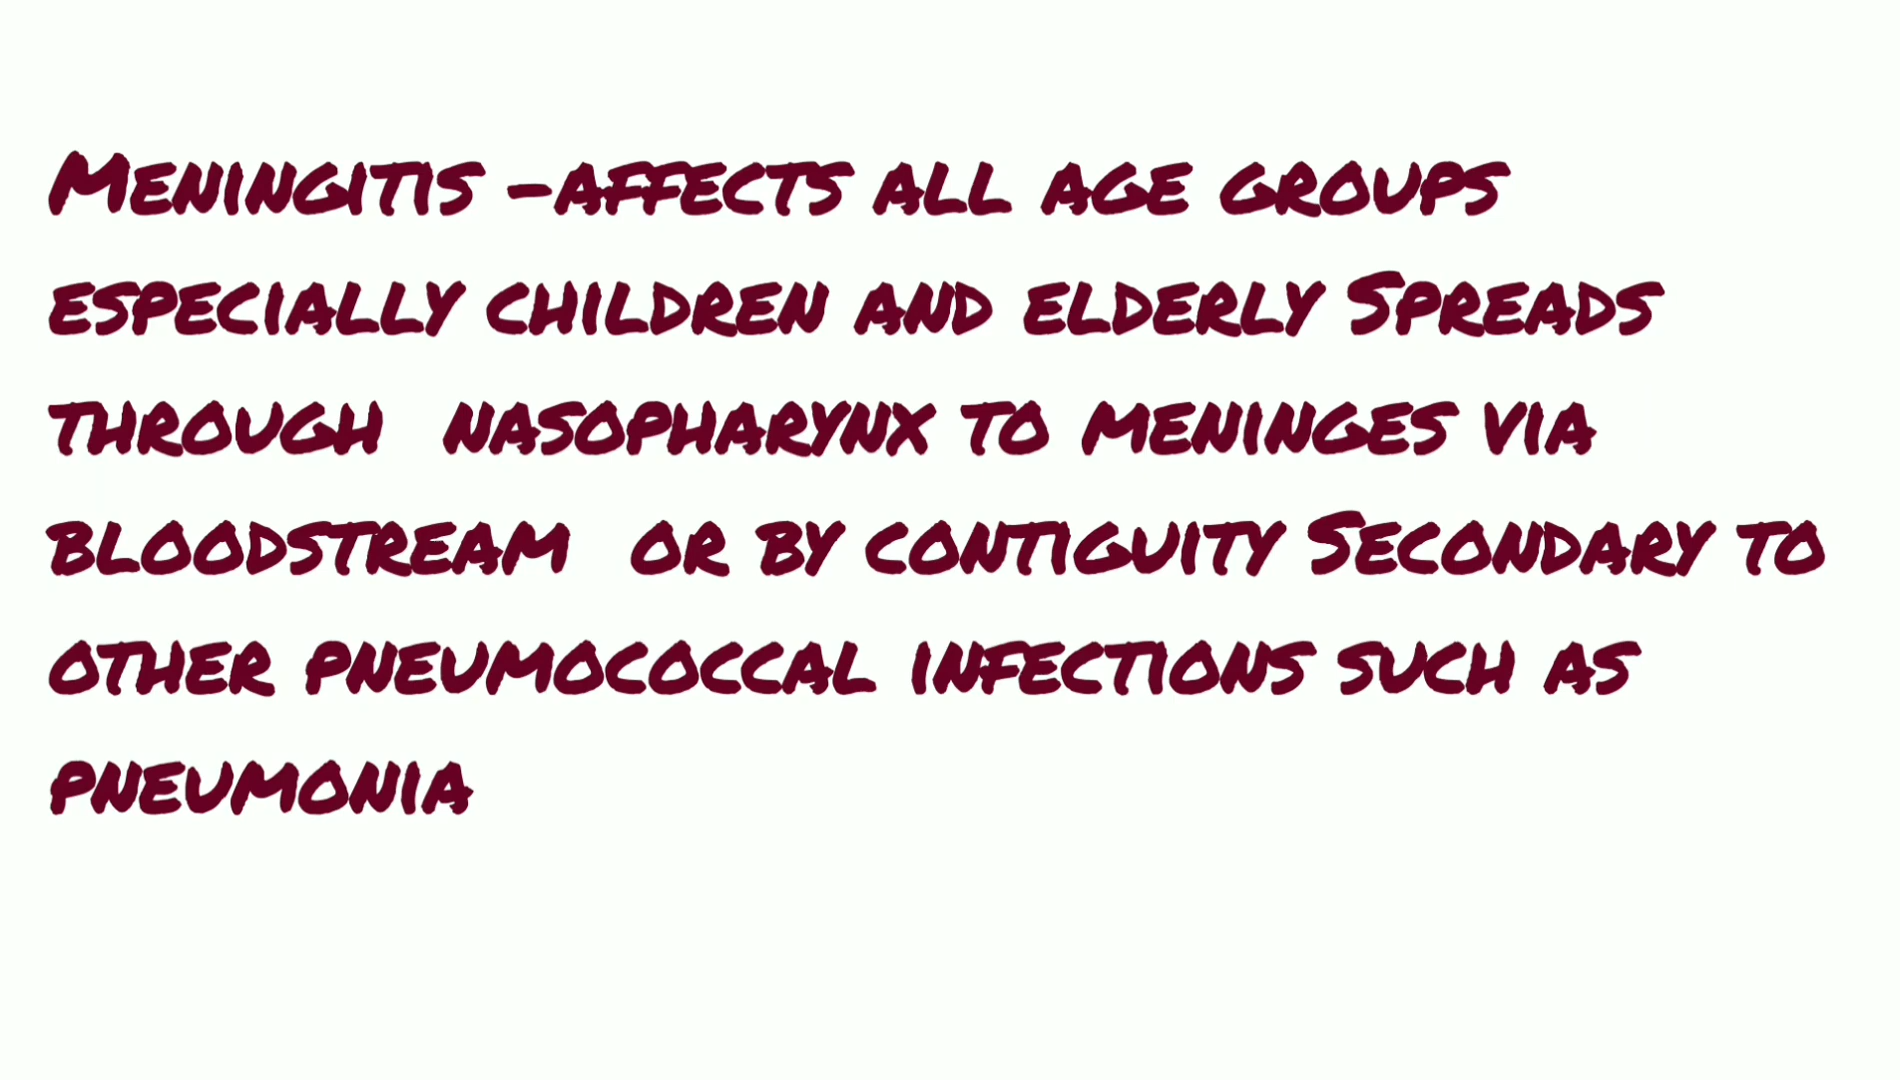 Meningitis -affects all age groups
especially children and elderly Spreads
through  nasopharynx to meninges via
bloodstream  or by contiguity Secondary to
other pneumococcal infections such as
pneumonia